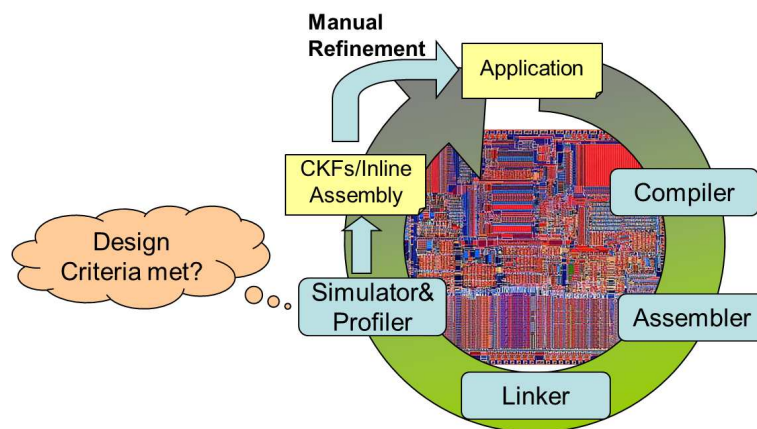 Manual
Refinement
Application
CKFs/Inline
Assembly
Compiler
Design
Criteria met?
Simulator&
Profiler
Assembler
Linker